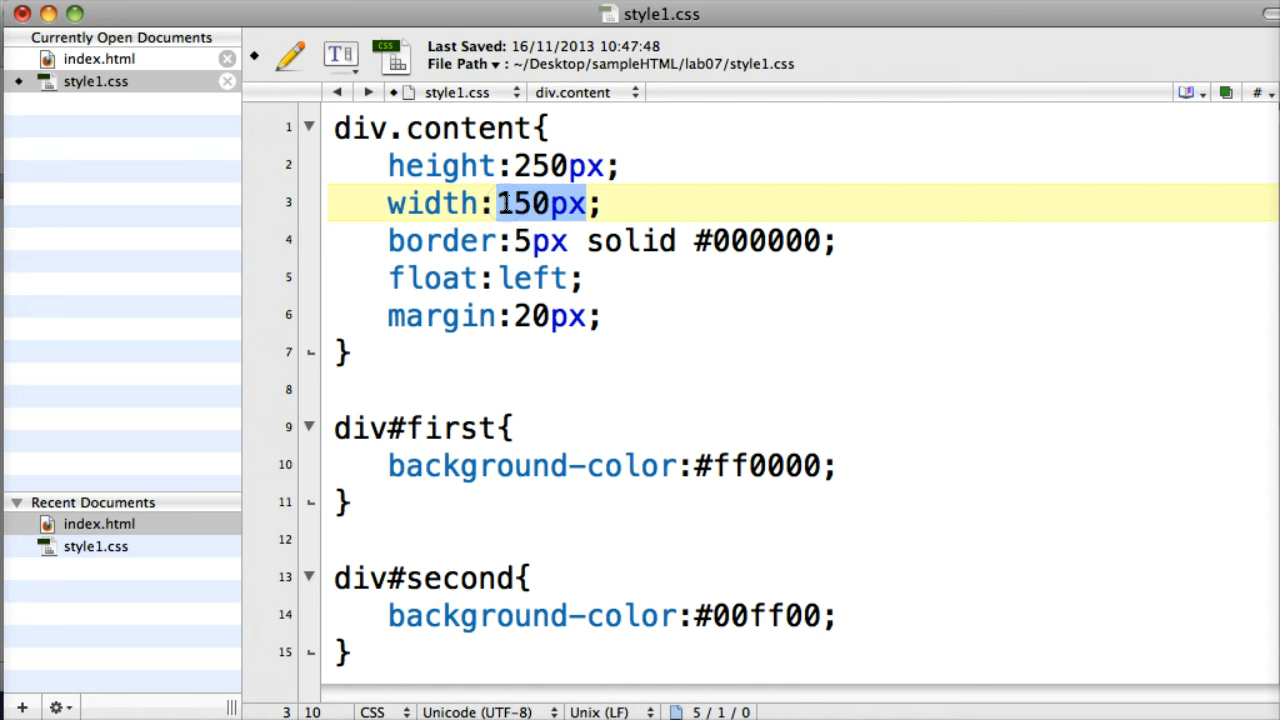 style1.css
Currently Open Documents
index.html
style1.css
Last Saved: 16/11/2013 10:47:48
File Path ▾ : ~/Desktop/sampleHTML/lab07/style1.css
style1.css
div.content
#
1 div.content{
2 height:250px;
3 width:150px;
4 border:5px solid #000000;
5 float:left;
6 margin:20px;
7 }
8
9 div#first{
10 background-color:#ff0000;
11 }
12
13 div#second{
14 background-color:#00ff00;
15 }
Recent Documents
index.html
style1.css
3 10 CSS Unicode (UTF-8) Unix (LF) 5 / 1 / 0